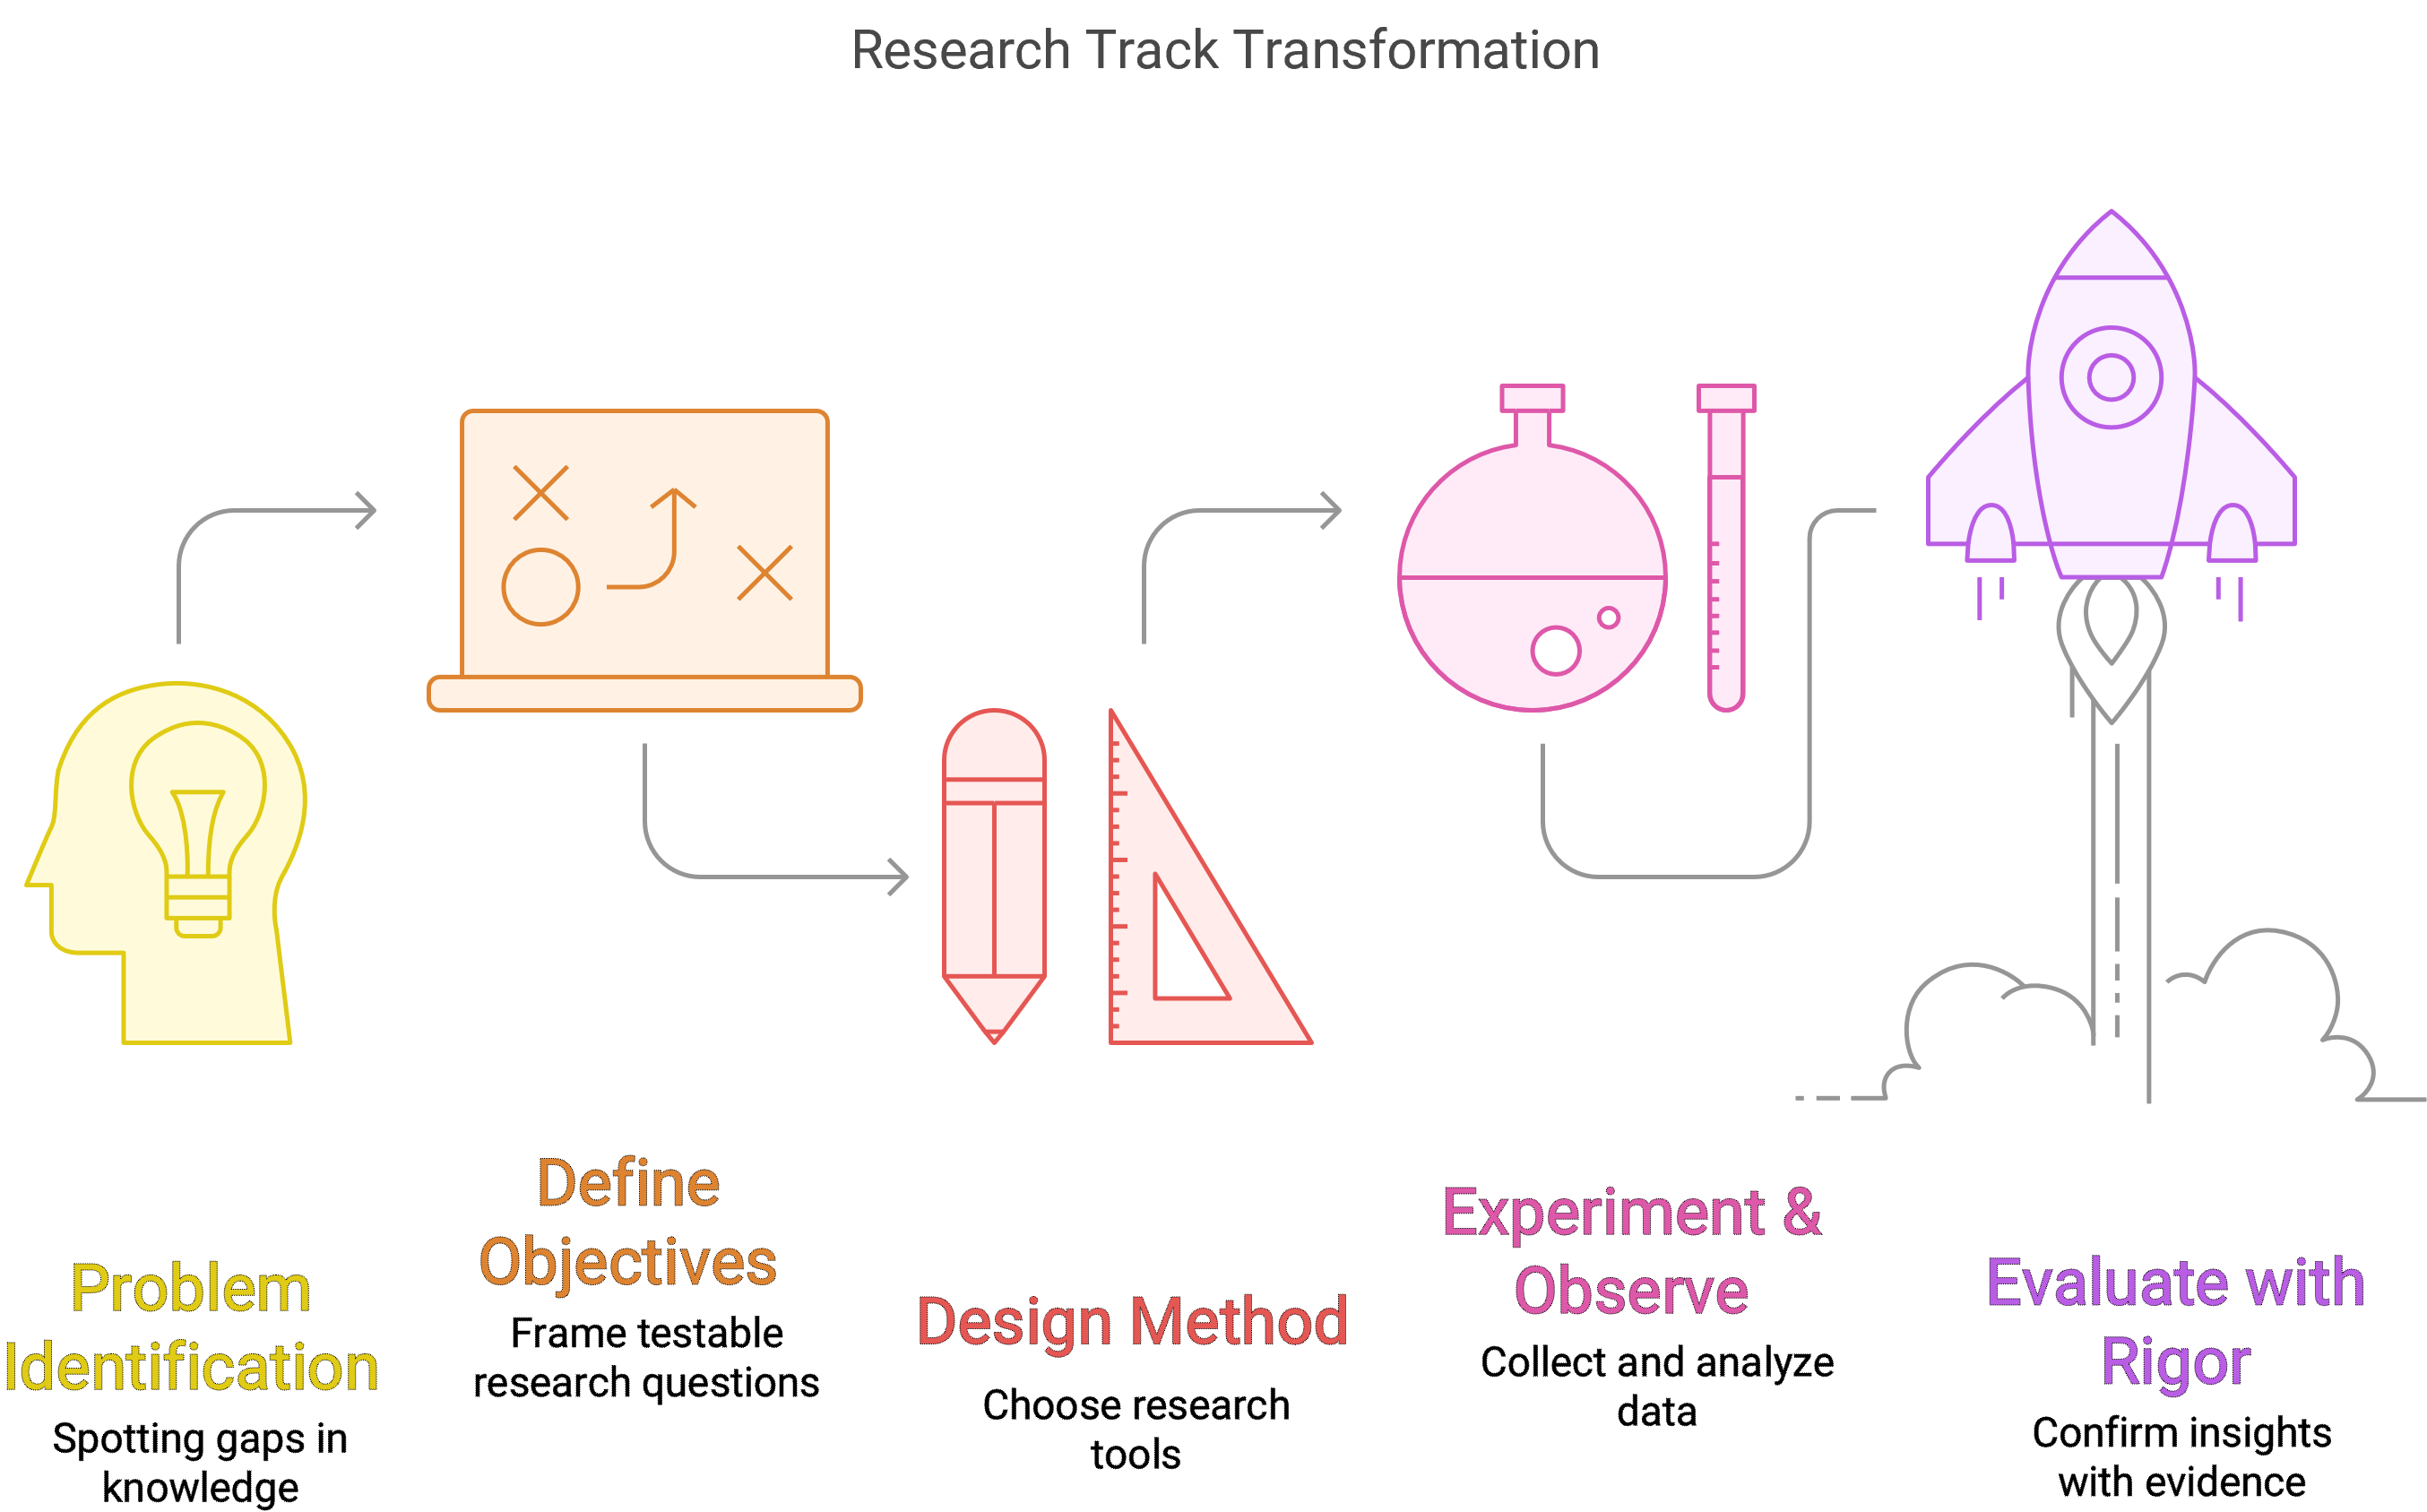 Research Track Transformation
Problem
Identification
Spotting gaps in
knowledge
Define
Objectives
Frame testable
research questions
Design Method
Choose research
tools
Experiment &
Observe
Collect and analyze
data
Evaluate with
Rigor
Confirm insights
with evidence